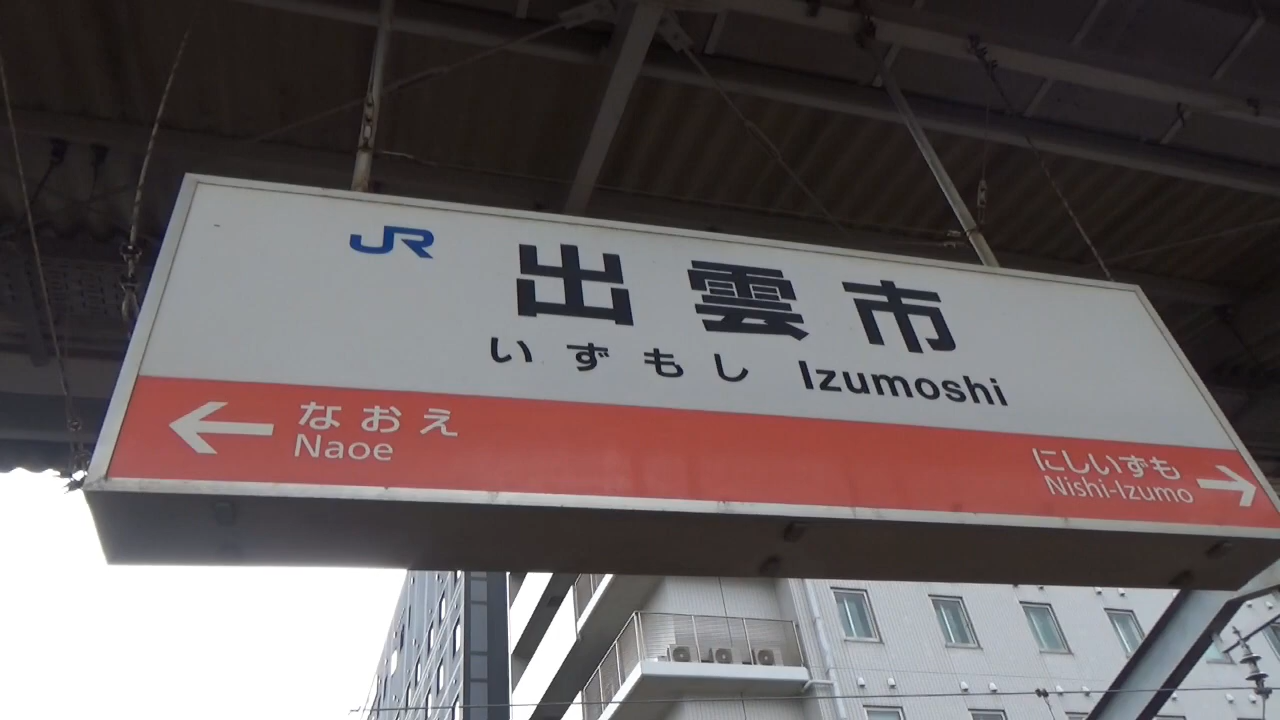 JR 出雲市
いずもし Izumoshi
← なおえ
Naoe
にしいずも →
Nishi-Izumo